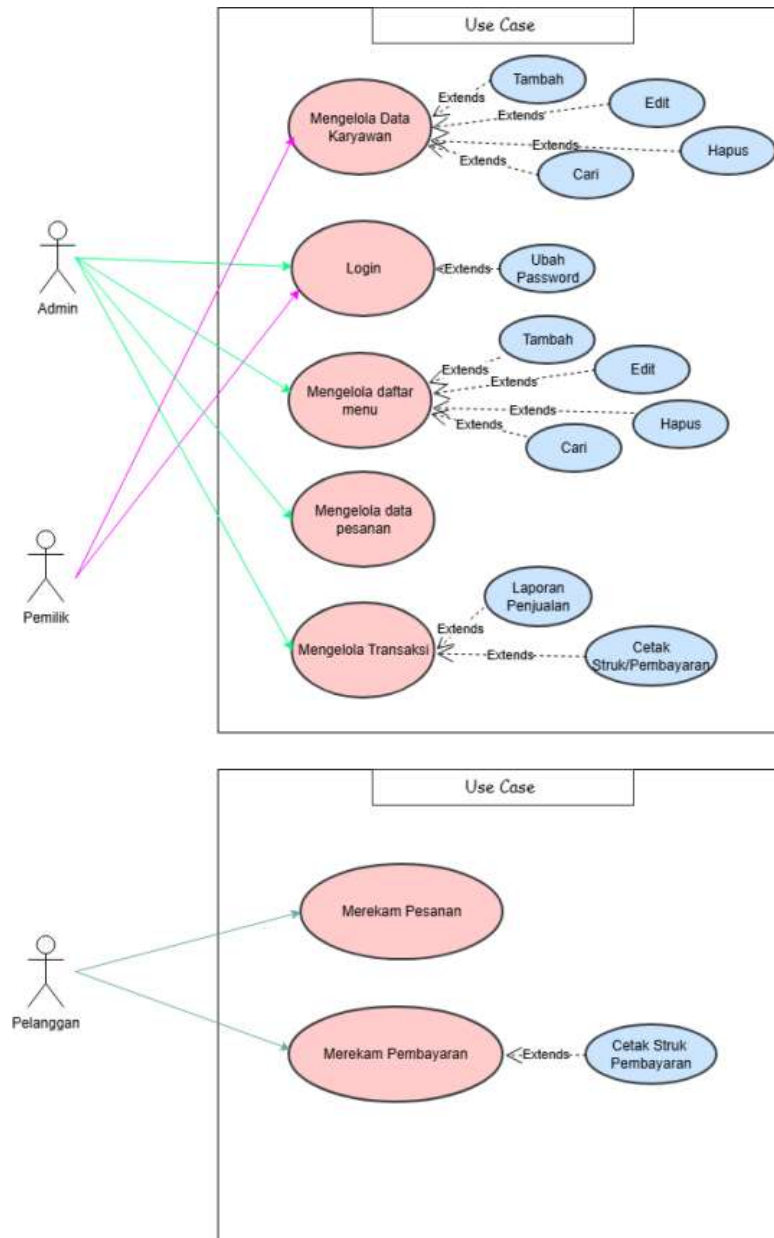 Use Case
Mengelola Data
Karyawan
Extends
Tambah
Extends
Edit
Extends
Hapus
Extends
Cari
Admin
Login
Extends
Ubah
Password
Mengelola daftar
menu
Extends
Tambah
Extends
Edit
Extends
Hapus
Extends
Cari
Mengelola data
pesanan
Pemilik
Mengelola Transaksi
Extends
Laporan
Penjualan
Extends
Cetak
Struk/Pembayaran
Use Case
Merekam Pesanan
Pelanggan
Merekam Pembayaran
Extends
Cetak Struk
Pembayaran